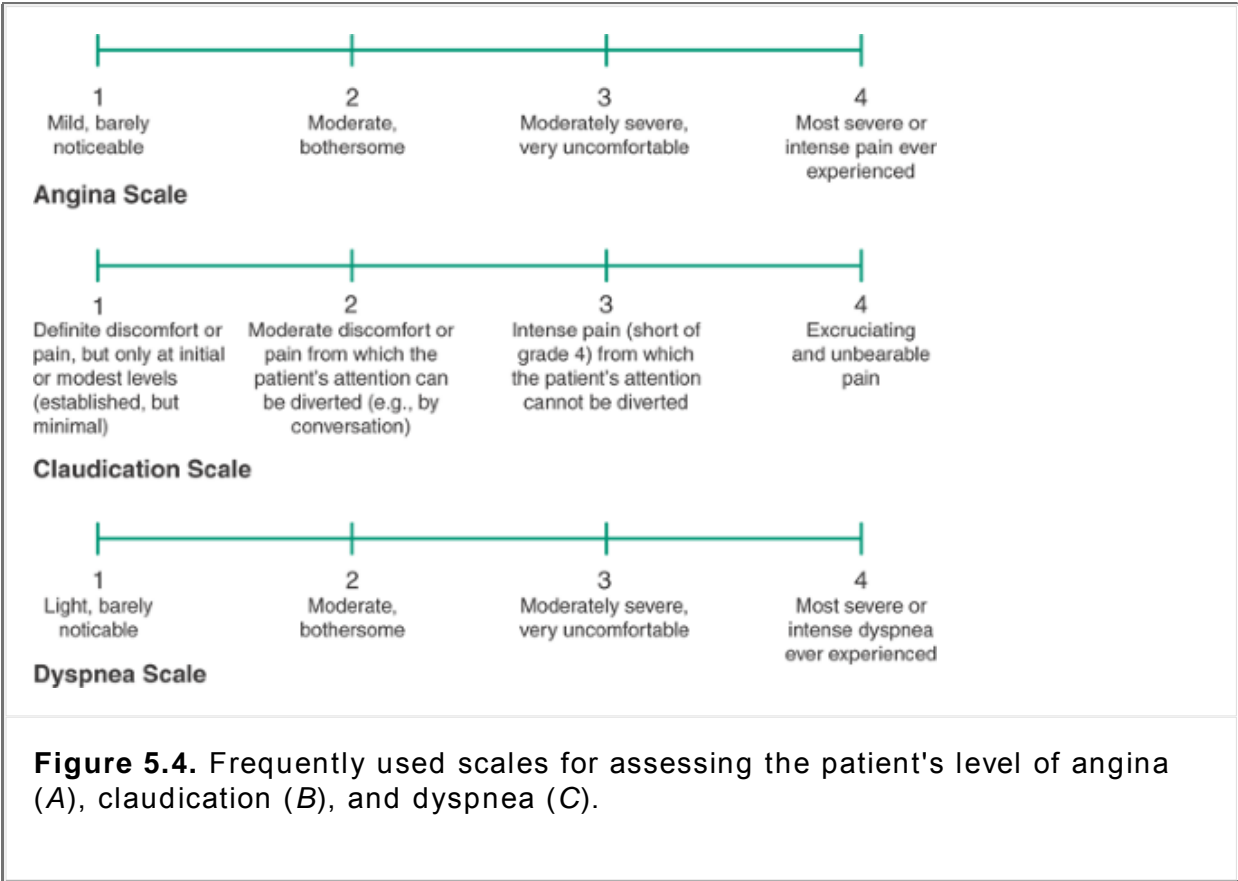 1 2 3 4
Mild, barely Moderate, Moderately severe, Most severe or
noticeable bothersome very uncomfortable intense pain ever
experienced
Angina Scale
1 2 3 4
Definite discomfort or Moderate discomfort or Intense pain (short of Excruciating
pain, but only at initial pain from which the grade 4) from which and unbearable
or modest levels patient's attention can the patient's attention pain
(established, but be diverted (e.g., by cannot be diverted
minimal) conversation)
Claudication Scale
1 2 3 4
Light, barely Moderate, Moderately severe, Most severe or
noticable bothersome very uncomfortable intense dyspnea
ever experienced
Dyspnea Scale
Figure 5.4. Frequently used scales for assessing the patient's level of angina
(A), claudication (B), and dyspnea (C).